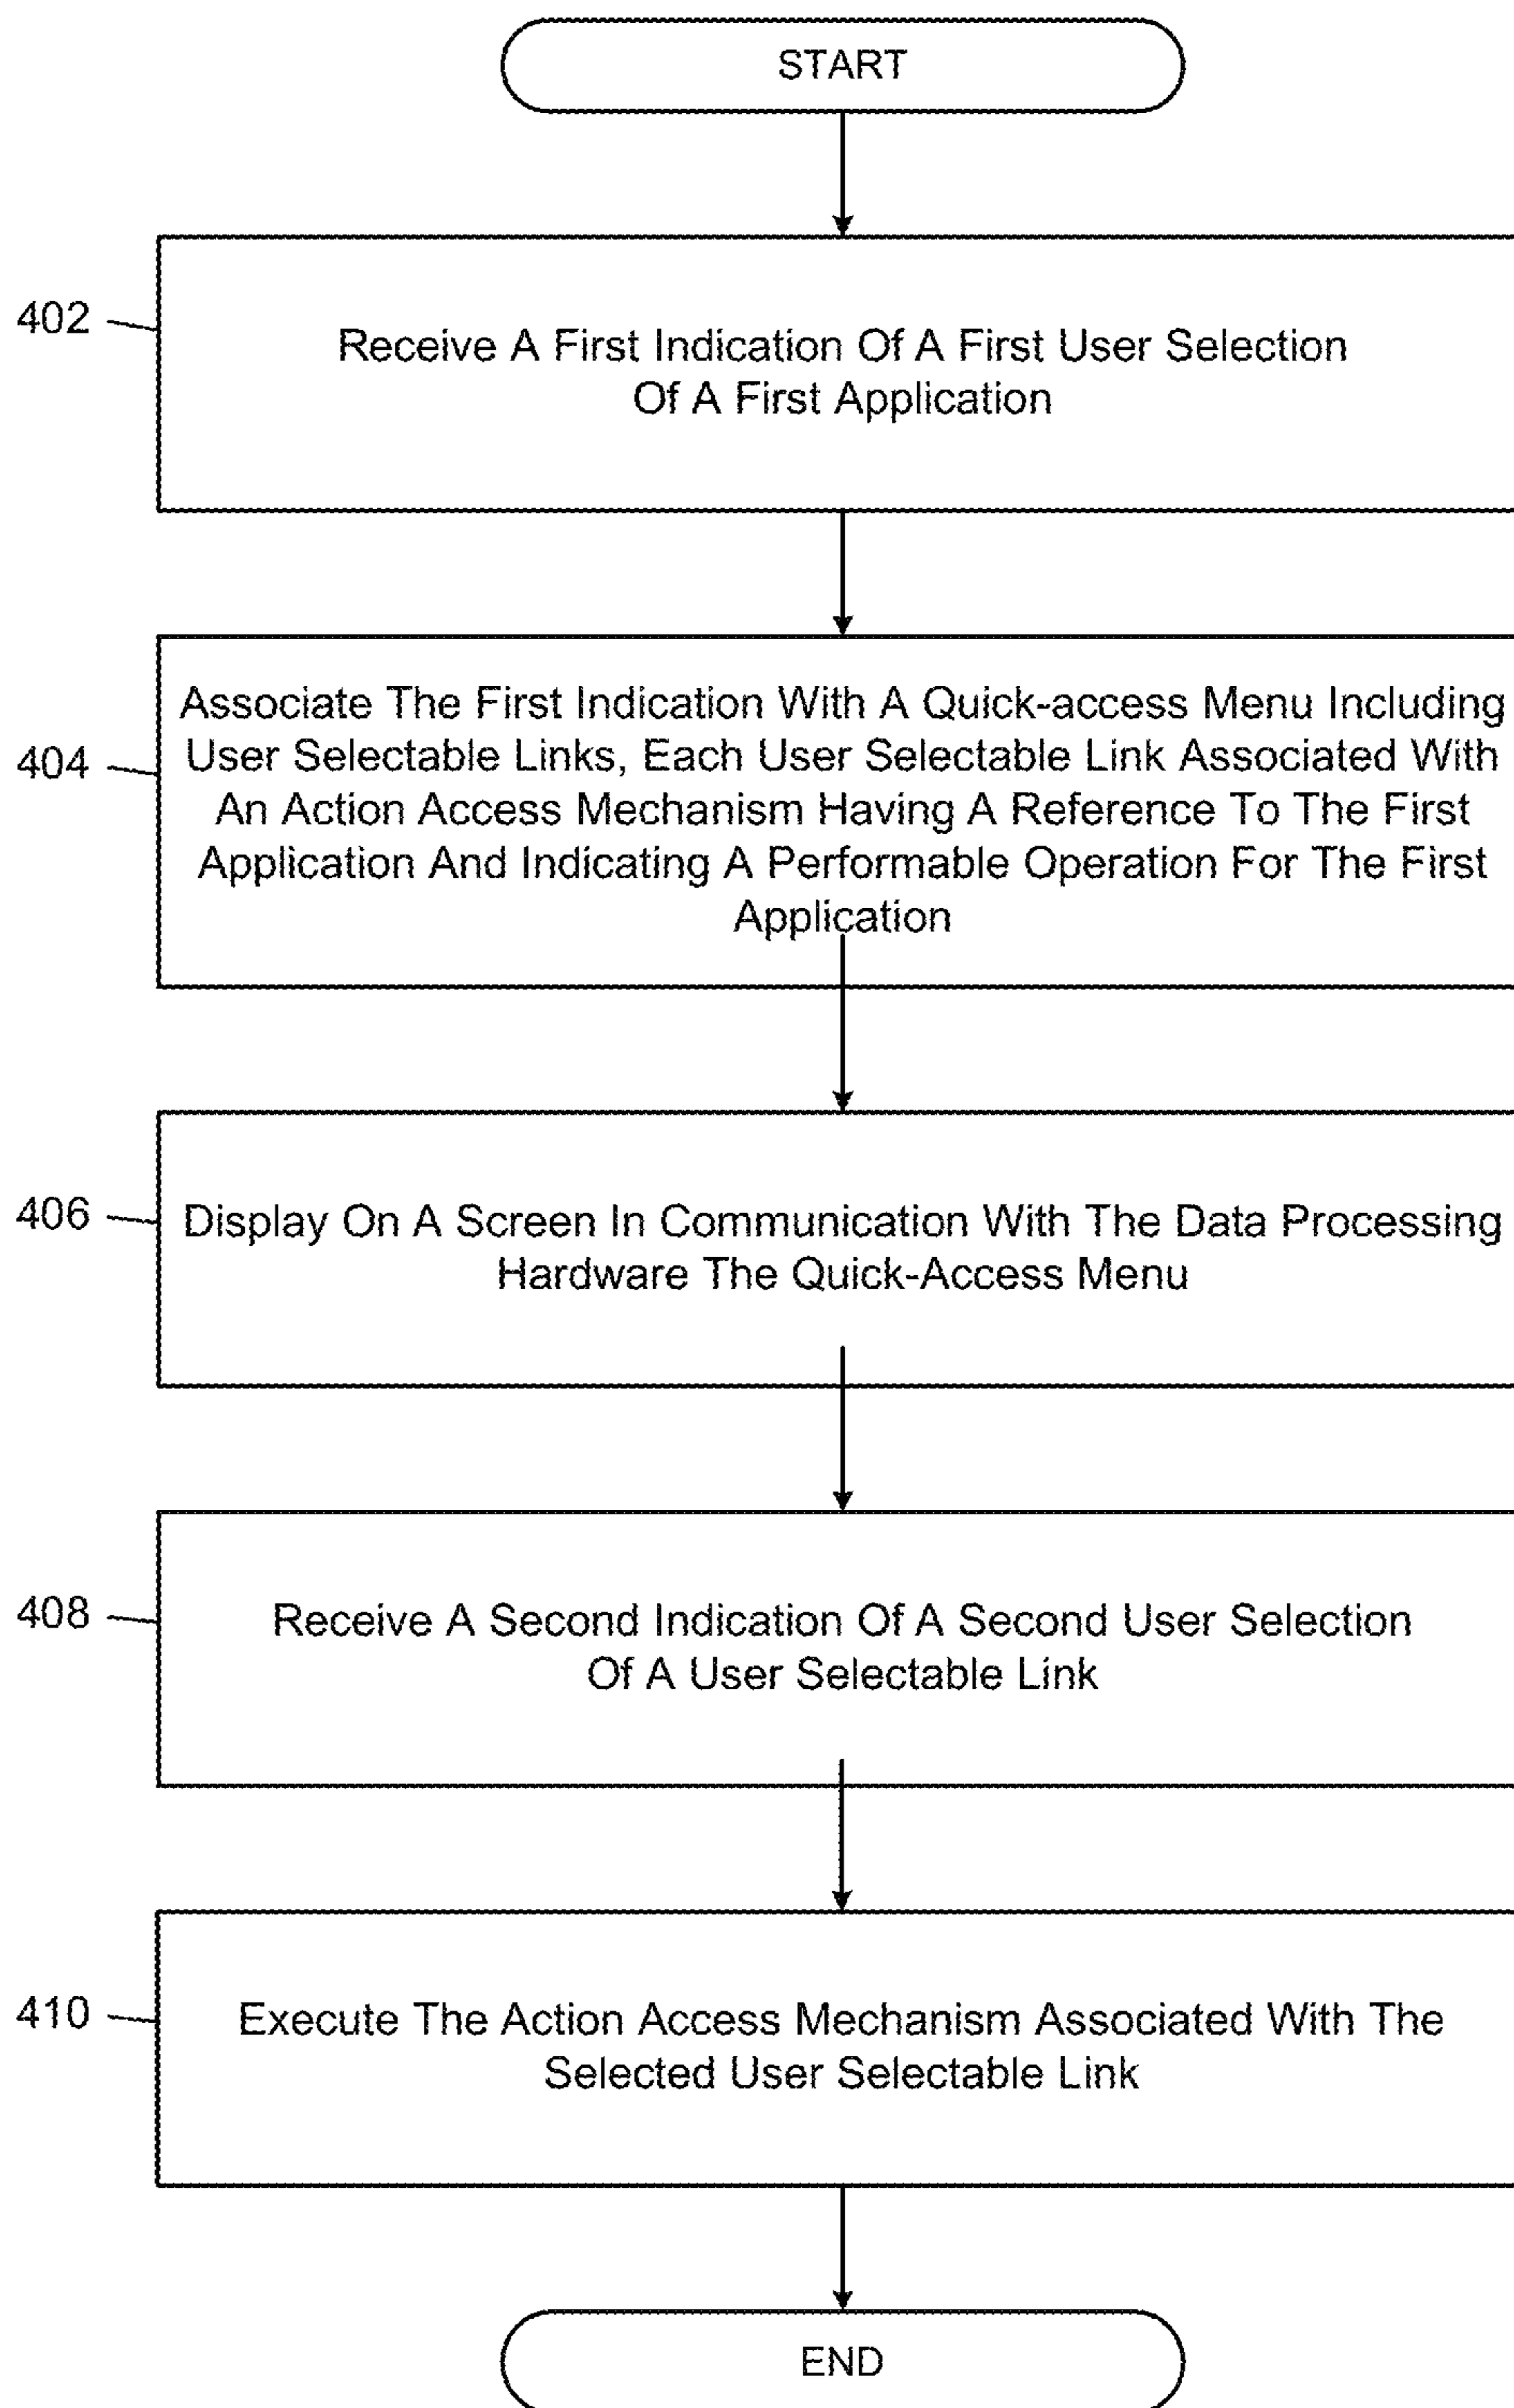 START
402
Receive A First Indication Of A First User Selection
Of A First Application
404
Associate The First Indication With A Quick-access Menu Including
User Selectable Links, Each User Selectable Link Associated With
An Action Access Mechanism Having A Reference To The First
Application And Indicating A Performable Operation For The First
Application
406
Display On A Screen In Communication With The Data Processing
Hardware The Quick-Access Menu
408
Receive A Second Indication Of A Second User Selection
Of A User Selectable Link
410
Execute The Action Access Mechanism Associated With The
Selected User Selectable Link
END